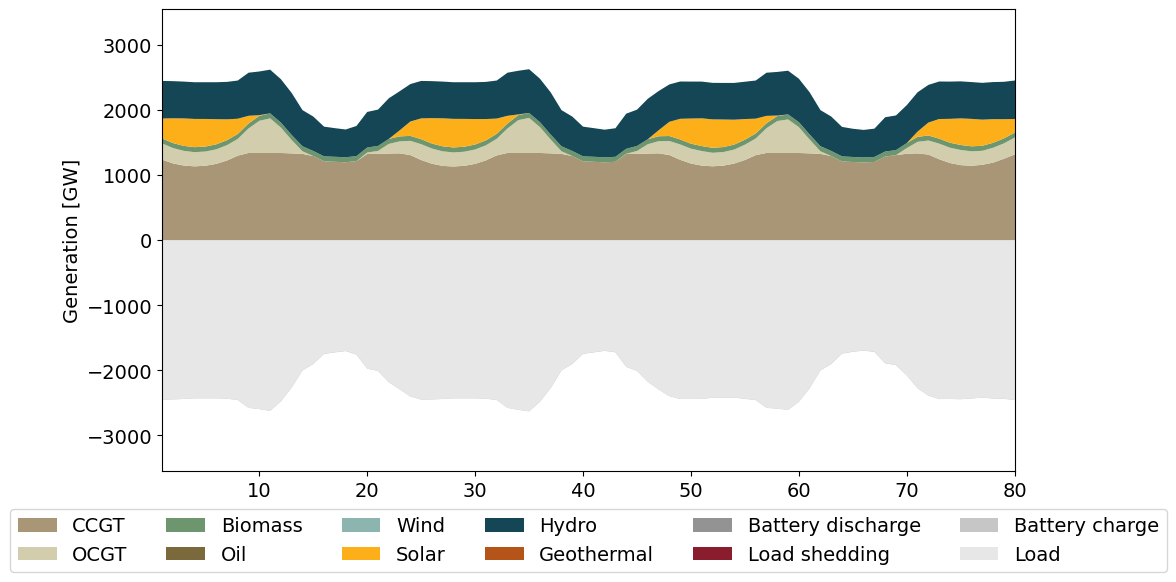 3000
2000
1000
0
−1000
−2000
−3000
Generation [GW]
10 20 30 40 50 60 70 80
CCGT Biomass Wind Hydro Battery discharge Battery charge
OCGT Oil Solar Geothermal Load shedding Load